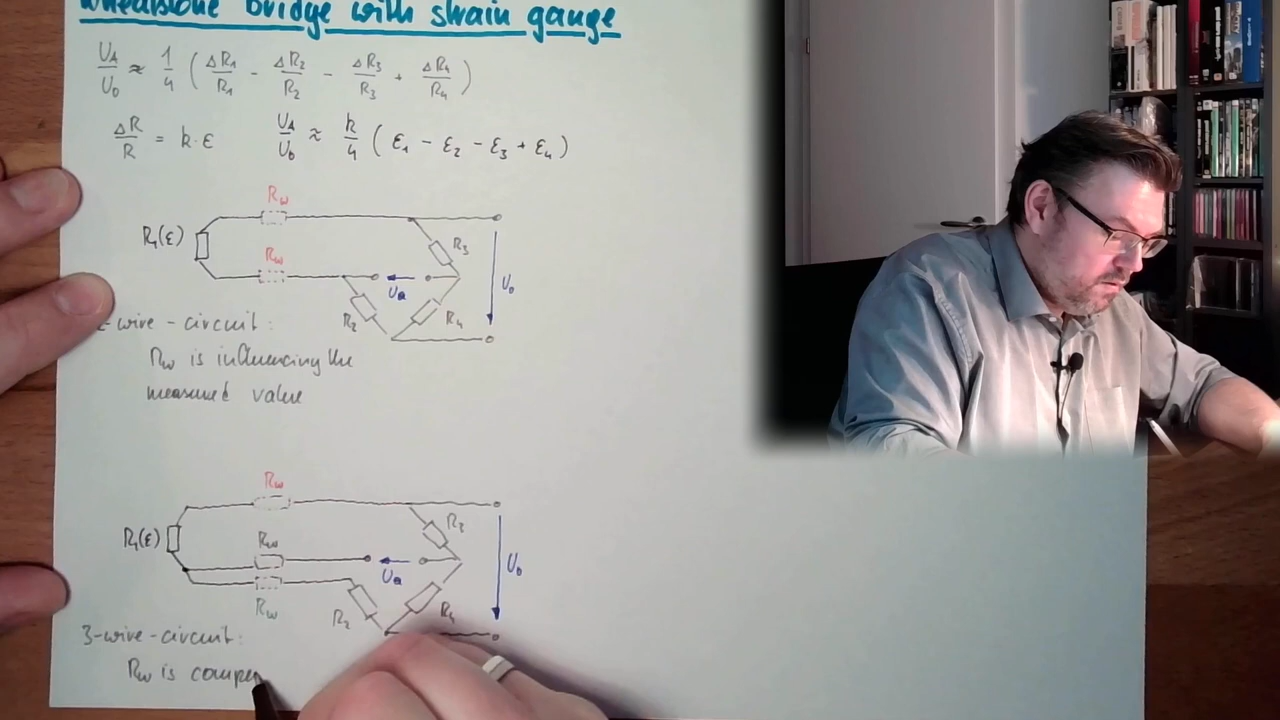 Wheatstone bridge with strain gauge
U_A/U_0 ≈ 1/4 ( ΔR_1/R_1 - ΔR_2/R_2 - ΔR_3/R_3 + ΔR_4/R_4 )
ΔR/R = k·ε U_A/U_0 ≈ k/4 ( ε_1 - ε_2 - ε_3 + ε_4 )
R_w
R_1(ε)
R_3
R_w
U_a
U_0
R_2
R_4
2-wire-circuit:
R_w is influencing the
measured value
R_w
R_3
R_1(ε)
R_w
U_a
U_0
R_w
R_2
R_4
3-wire-circuit:
R_w is compen